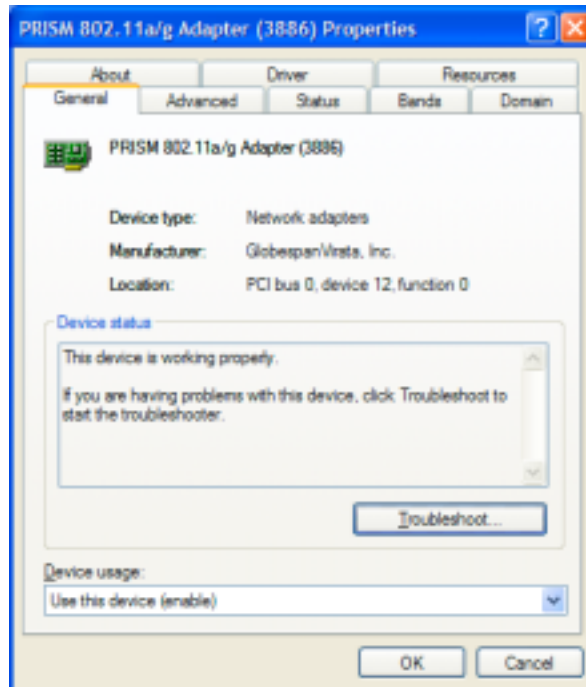 PRISM 802.11a/g Adapter (3886) Properties
About Driver Resources
General Advanced Status Bands Domain
PRISM 802.11a/g Adapter (3886)
Device type: Network adapters
Manufacturer: GlobespanVirata, Inc.
Location: PCI bus 0, device 12, function 0
Device status
This device is working properly.
If you are having problems with this device, click Troubleshoot to
start the troubleshooter.
Troubleshoot...
Device usage:
Use this device (enable)
OK Cancel